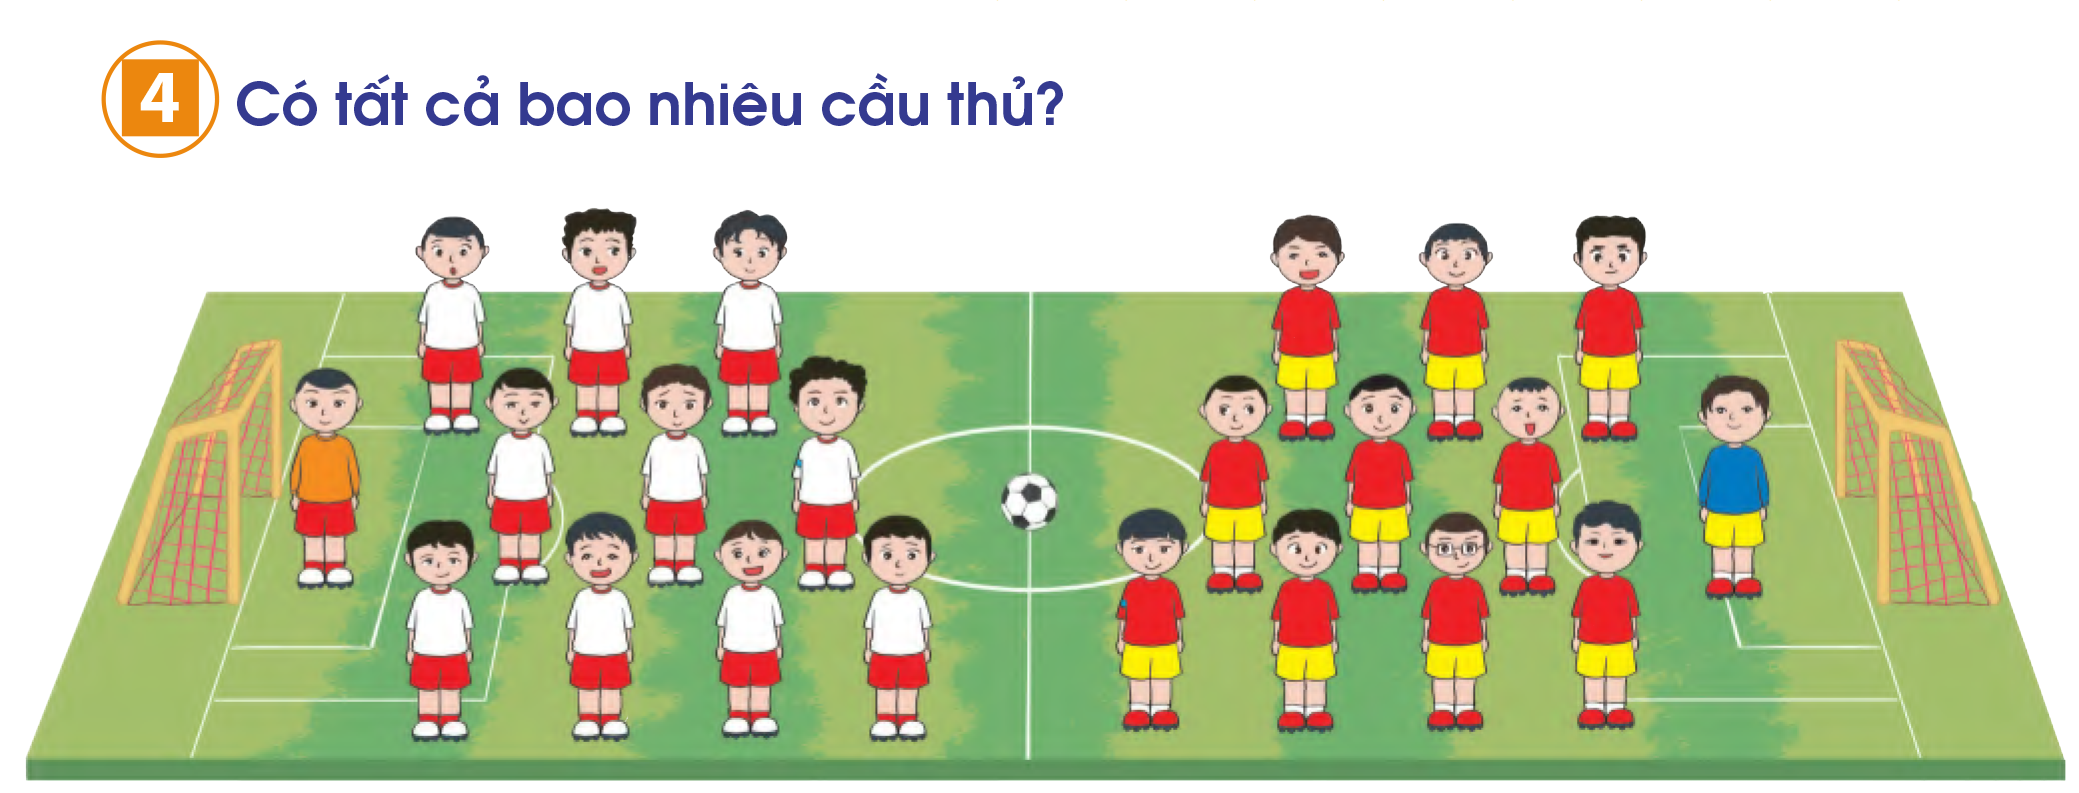 4 Có tất cả bao nhiêu cầu thủ?